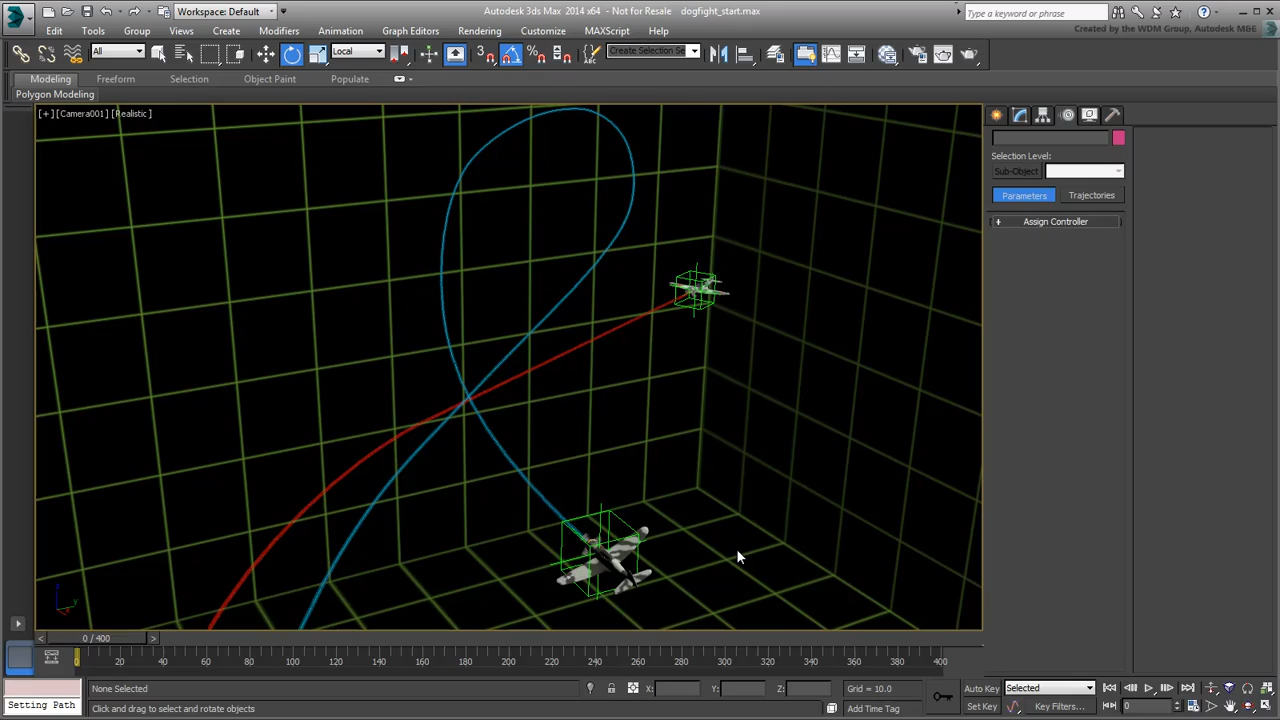 Workspace: Default
Autodesk 3ds Max 2014 x64 - Not for Resale dogfight_start.max
Type a keyword or phrase
Created by the WDM Group, Autodesk M&E
Edit Tools Group Views Create Modifiers Animation Graph Editors Rendering Customize MAXScript Help
All
Local
3
Create Selection Se
Modeling Freeform Selection Object Paint Populate
Polygon Modeling
[+] [Camera001] [Realistic]
Selection Level:
Sub-Object
Parameters Trajectories
+ Assign Controller
z
y
x
< 0 / 400 >
0 20 40 60 80 100 120 140 160 180 200 220 240 260 280 300 320 340 360 380 400
None Selected X: Y: Z: Grid = 10.0 Auto Key Selected
Setting Path Click and drag to select and rotate objects Add Time Tag Set Key Key Filters... 0